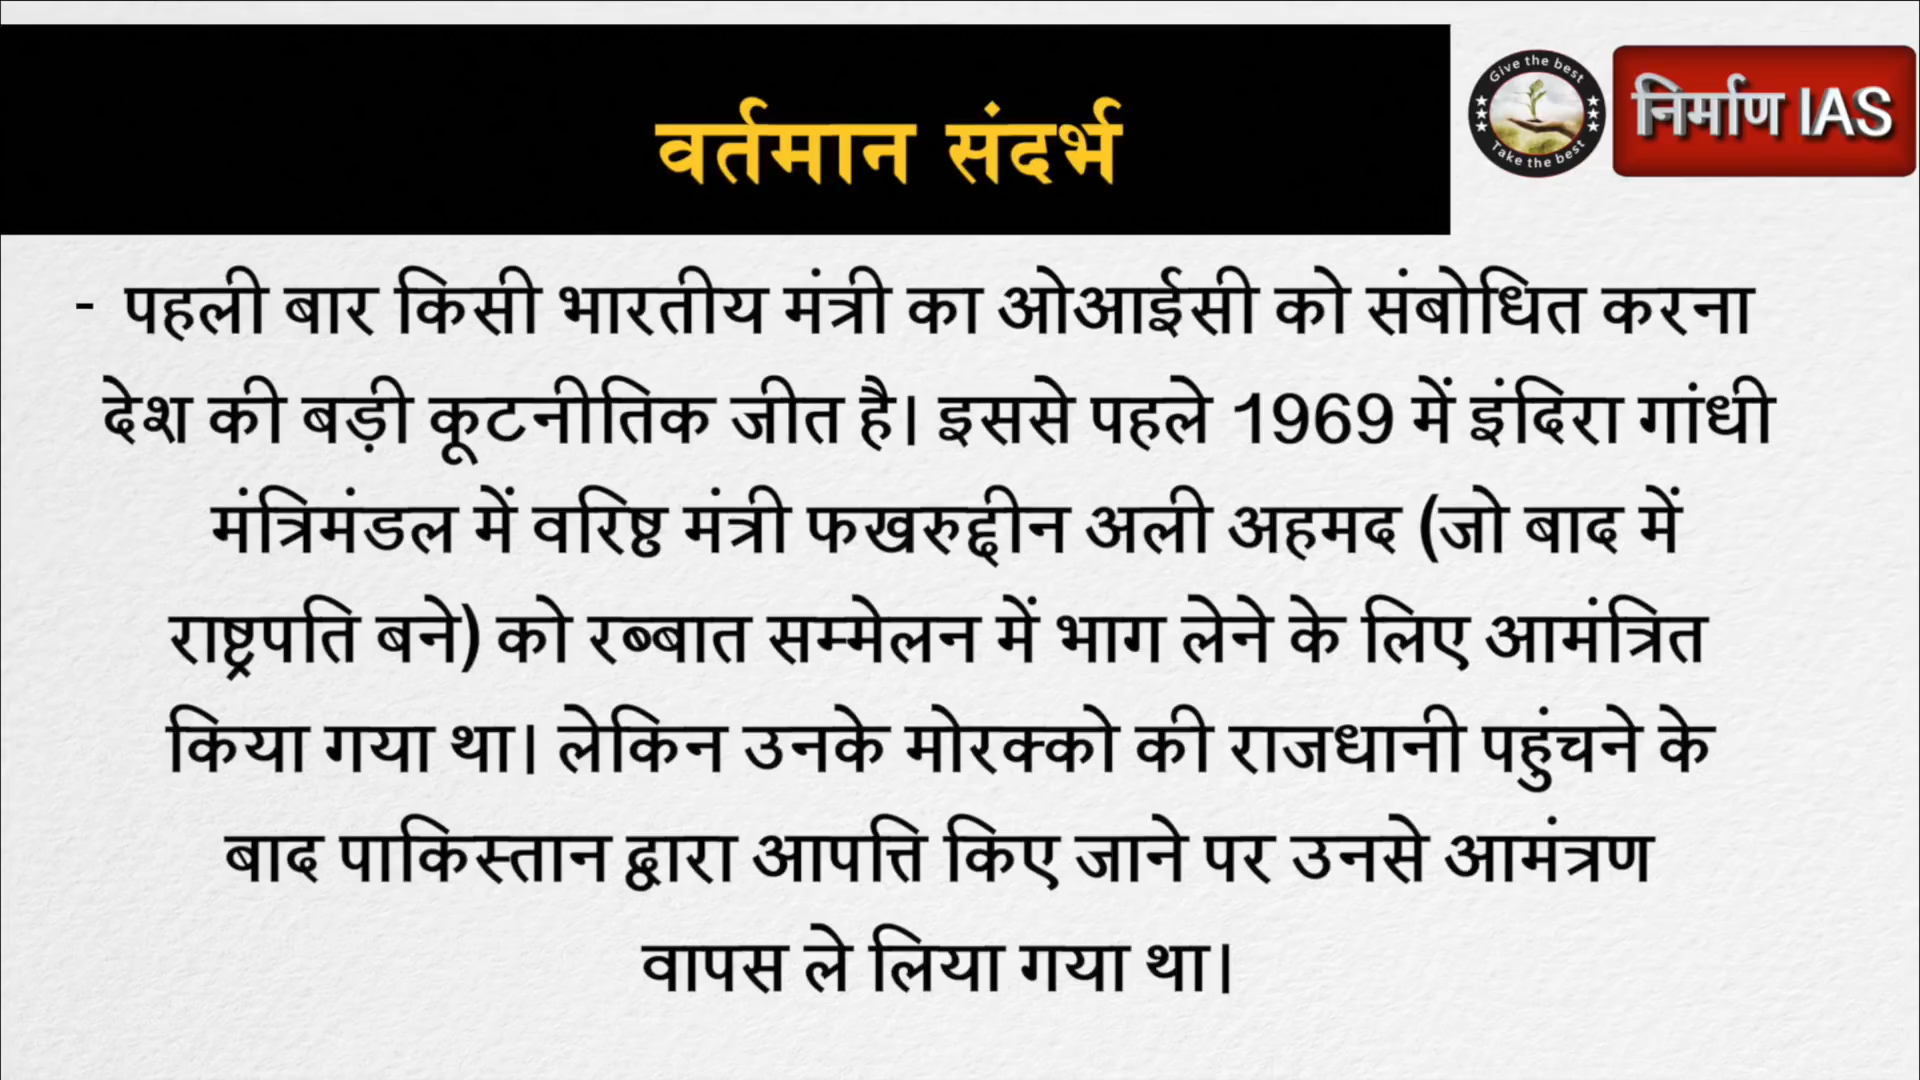 वर्तमान संदर्भ
Give the best
Take the best
निर्माण IAS
- पहली बार किसी भारतीय मंत्री का ओआईसी को संबोधित करना
देश की बड़ी कूटनीतिक जीत है। इससे पहले 1969 में इंदिरा गांधी
मंत्रिमंडल में वरिष्ठ मंत्री फखरुद्दीन अली अहमद (जो बाद में
राष्ट्रपति बने) को रब्बात सम्मेलन में भाग लेने के लिए आमंत्रित
किया गया था। लेकिन उनके मोरक्को की राजधानी पहुंचने के
बाद पाकिस्तान द्वारा आपत्ति किए जाने पर उनसे आमंत्रण
वापस ले लिया गया था।